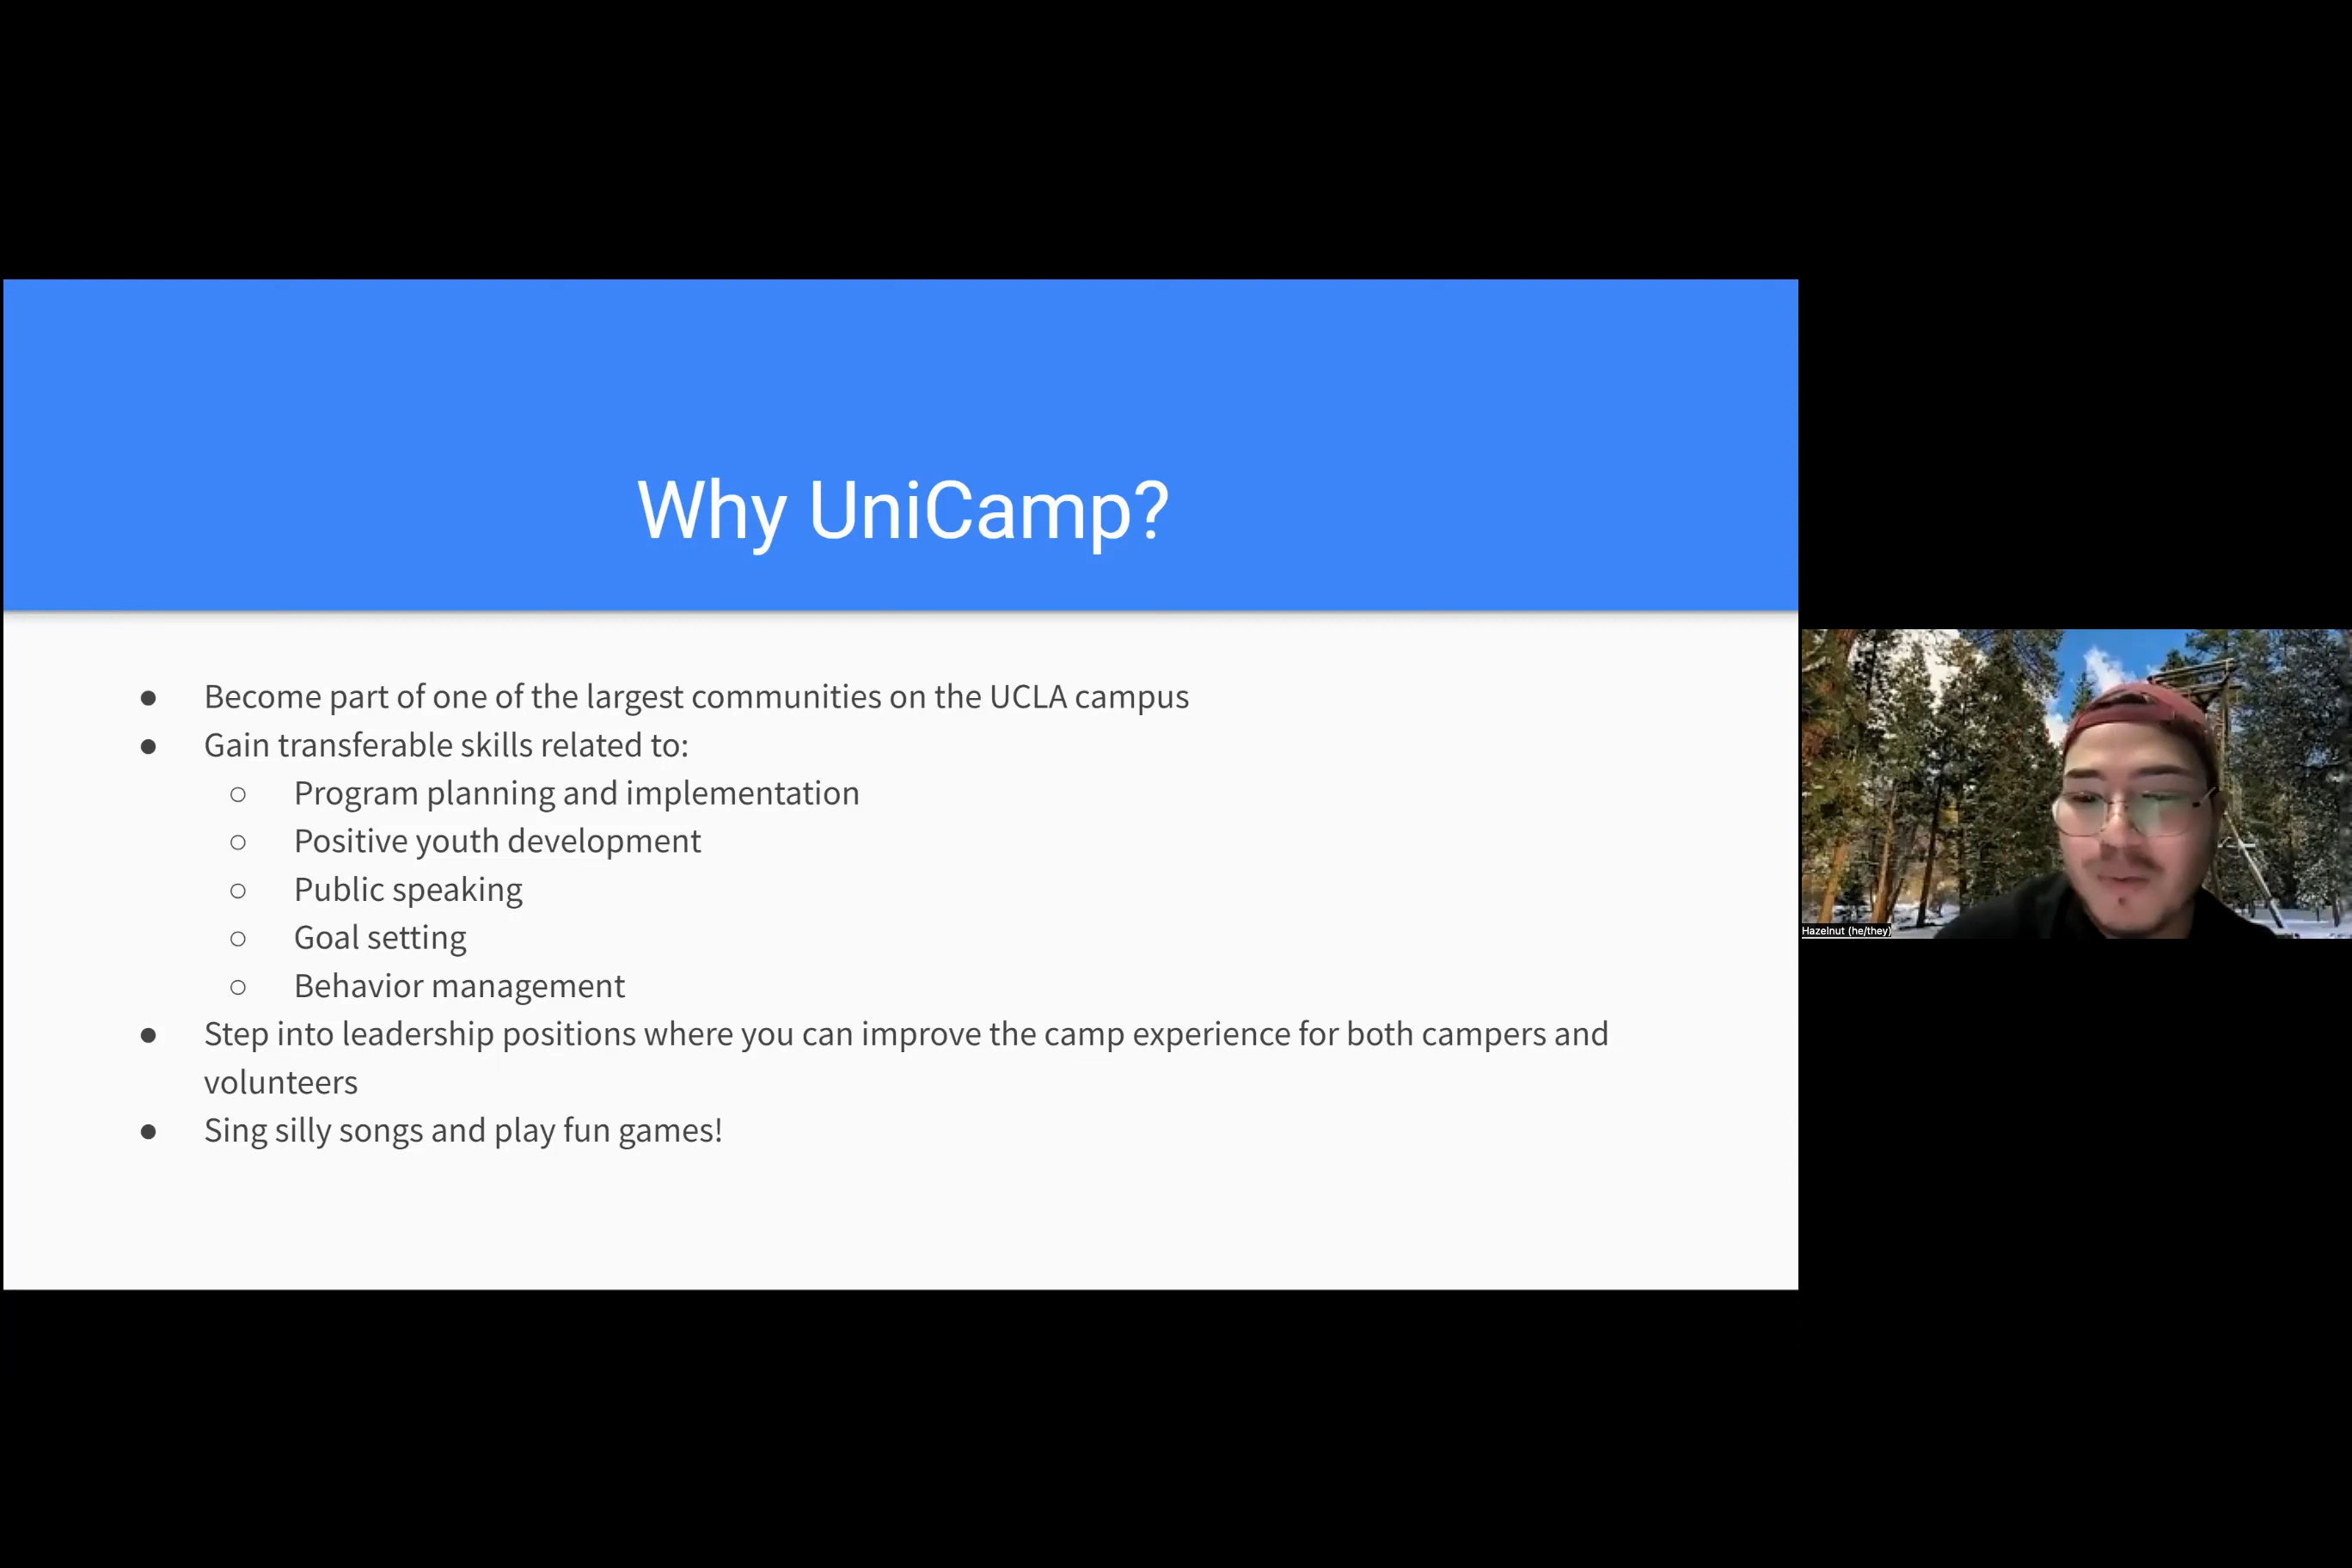 Why UniCamp?
● Become part of one of the largest communities on the UCLA campus
● Gain transferable skills related to:
○ Program planning and implementation
○ Positive youth development
○ Public speaking
○ Goal setting
○ Behavior management
● Step into leadership positions where you can improve the camp experience for both campers and
volunteers
● Sing silly songs and play fun games!
Hazelnut (he/they)